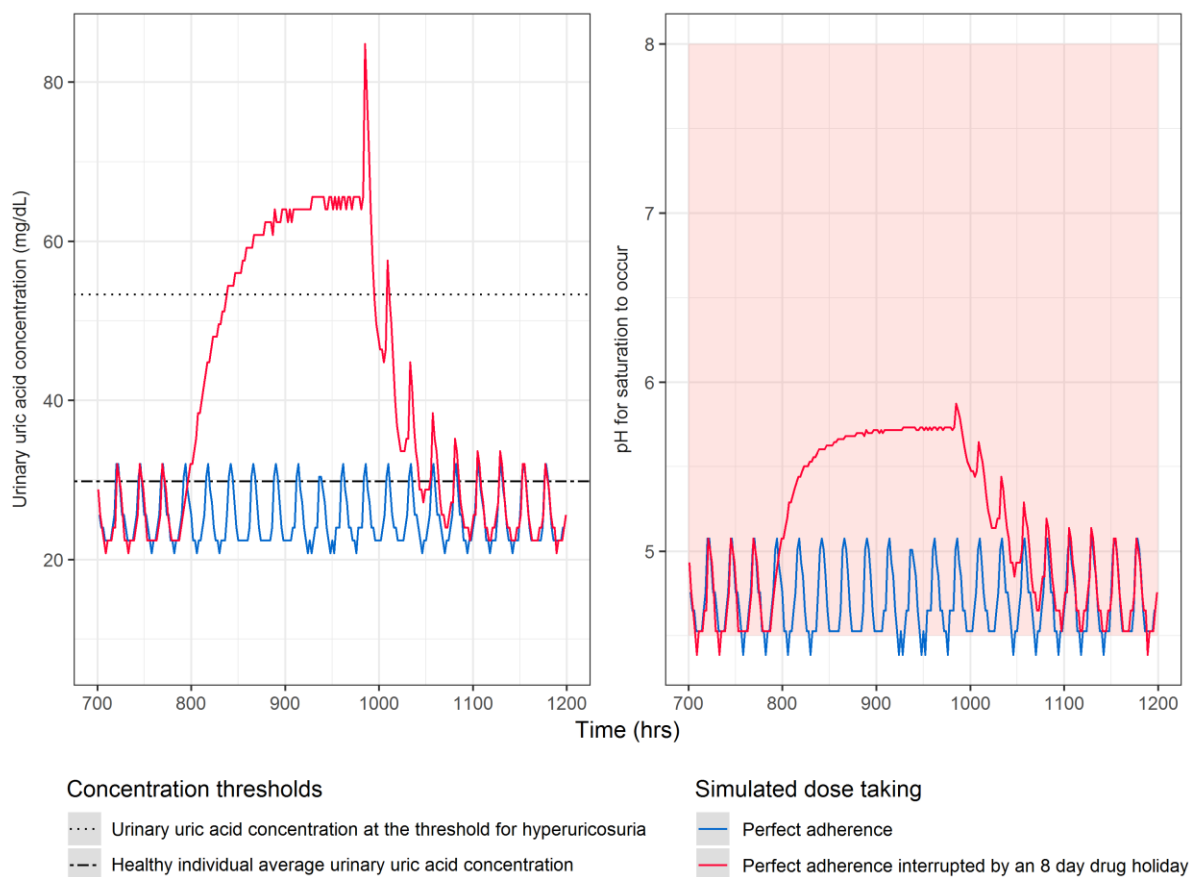 Urinary uric acid concentration (mg/dL)
80
60
40
20
700 800 900 1000 1100 1200
pH for saturation to occur
8
7
6
5
700 800 900 1000 1100 1200
Time (hrs)
Concentration thresholds
Urinary uric acid concentration at the threshold for hyperuricosuria
Healthy individual average urinary uric acid concentration
Simulated dose taking
Perfect adherence
Perfect adherence interrupted by an 8 day drug holiday